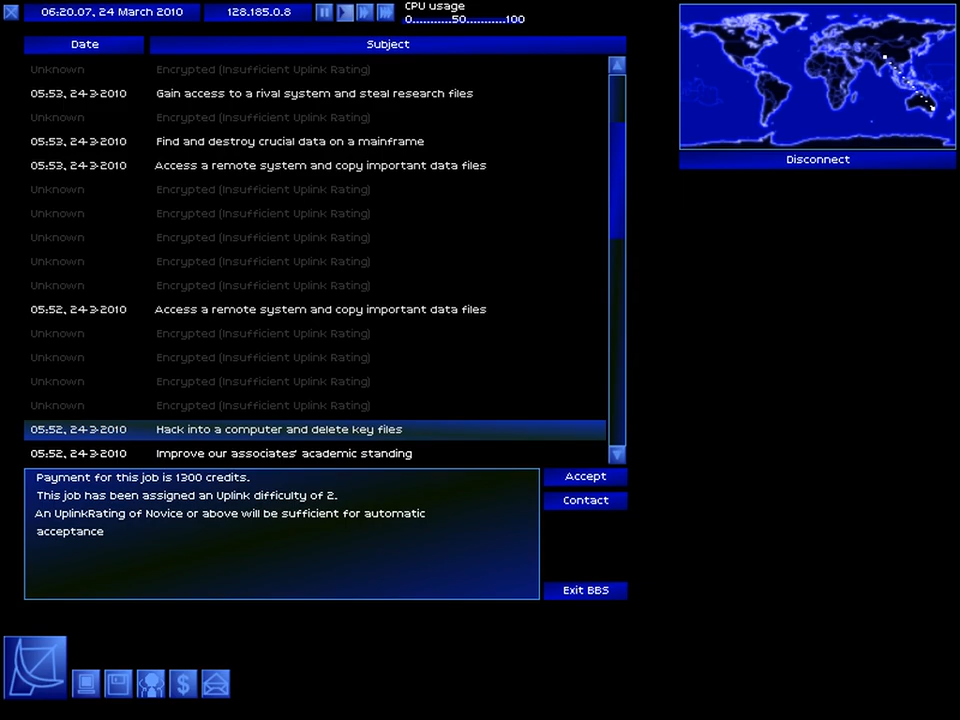 06:20.07, 24 March 2010
128.185.0.8
CPU usage
0............50...........100
Date Subject
Unknown Encrypted (Insufficient Uplink Rating)
05:53, 24-3-2010 Gain access to a rival system and steal research files
Unknown Encrypted (Insufficient Uplink Rating)
05:53, 24-3-2010 Find and destroy crucial data on a mainframe
05:53, 24-3-2010 Access a remote system and copy important data files
Unknown Encrypted (Insufficient Uplink Rating)
Unknown Encrypted (Insufficient Uplink Rating)
Unknown Encrypted (Insufficient Uplink Rating)
Unknown Encrypted (Insufficient Uplink Rating)
Unknown Encrypted (Insufficient Uplink Rating)
05:52, 24-3-2010 Access a remote system and copy important data files
Unknown Encrypted (Insufficient Uplink Rating)
Unknown Encrypted (Insufficient Uplink Rating)
Unknown Encrypted (Insufficient Uplink Rating)
Unknown Encrypted (Insufficient Uplink Rating)
05:52, 24-3-2010 Hack into a computer and delete key files
05:52, 24-3-2010 Improve our associates' academic standing
Payment for this job is 1300 credits.
This job has been assigned an Uplink difficulty of 2.
An UplinkRating of Novice or above will be sufficient for automatic
acceptance
Accept
Contact
Exit BBS
Disconnect
$